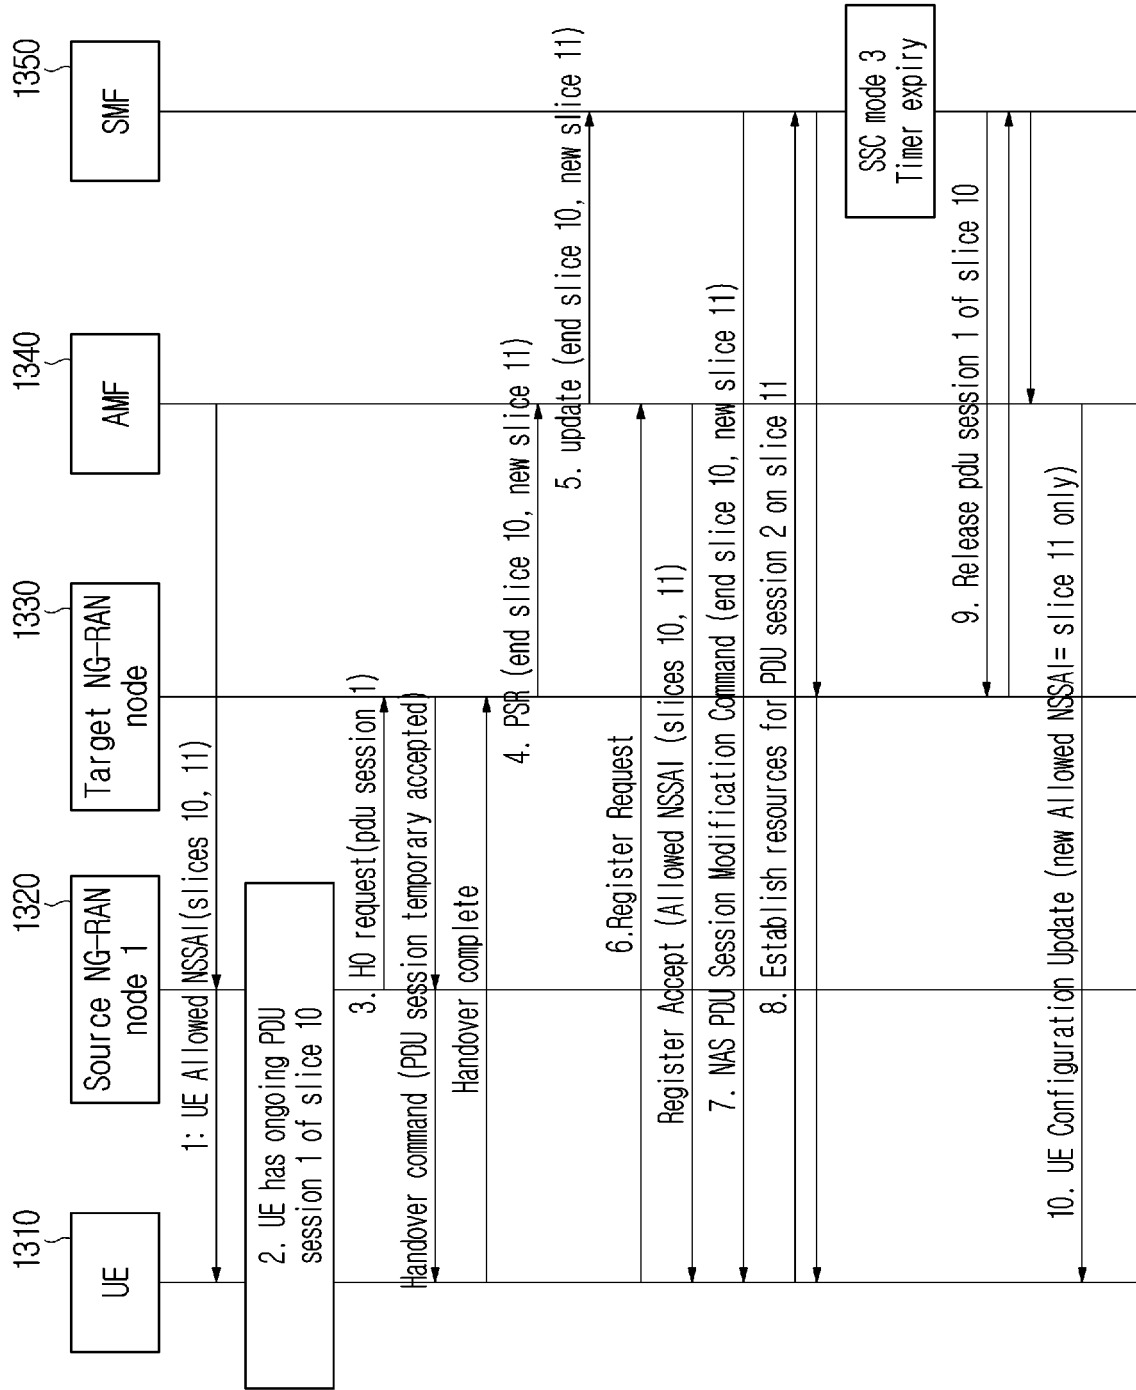 1310
1320
1330
1340
1350
UE
Source NG-RAN
node 1
Target NG-RAN
node
AMF
SMF
1: UE Allowed NSSAI(slices 10, 11)
2. UE has ongoing PDU
session 1 of slice 10
3. HO request(pdu session 1)
Handover command (PDU session temporary accepted)
Handover complete
4. PSR (end slice 10, new slice 11)
5. update (end slice 10, new slice 11)
6.Register Request
Register Accept (Allowed NSSAI (slices 10, 11)
7. NAS PDU Session Modification Command (end slice 10, new slice 11)
8. Establish resources for PDU session 2 on slice 11
SSC mode 3
Timer expiry
9. Release pdu session 1 of slice 10
10. UE Configuration Update (new Allowed NSSAI= slice 11 only)